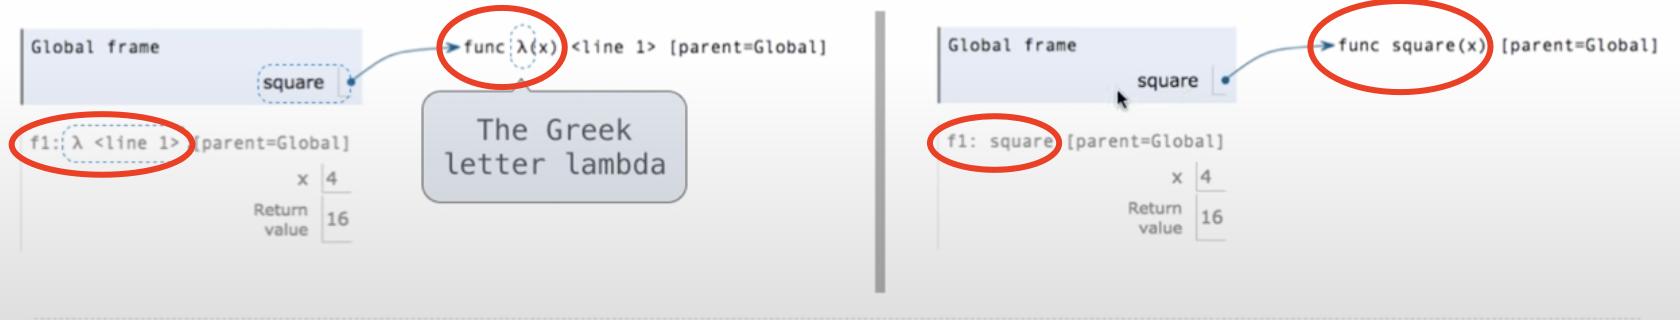 Global frame
square
func λ(x) <line 1> [parent=Global]
f1: λ <line 1> [parent=Global]
x 4
Return
value 16
The Greek
letter lambda
Global frame
square
func square(x) [parent=Global]
f1: square [parent=Global]
x 4
Return
value 16